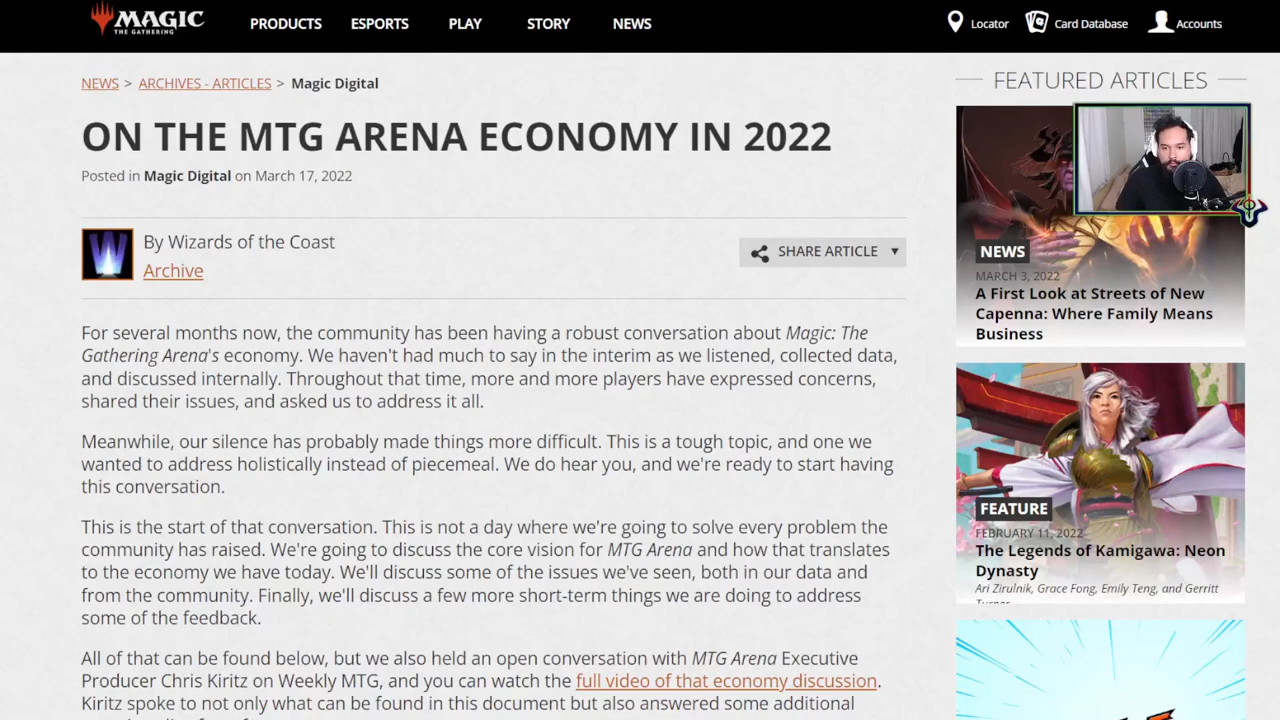 MAGIC
THE GATHERING
PRODUCTS
ESPORTS
PLAY
STORY
NEWS
Locator
Card Database
Accounts
NEWS > ARCHIVES - ARTICLES > Magic Digital
ON THE MTG ARENA ECONOMY IN 2022
Posted in Magic Digital on March 17, 2022
W
By Wizards of the Coast
Archive
SHARE ARTICLE
For several months now, the community has been having a robust conversation about Magic: The
Gathering Arena's economy. We haven't had much to say in the interim as we listened, collected data,
and discussed internally. Throughout that time, more and more players have expressed concerns,
shared their issues, and asked us to address it all.
Meanwhile, our silence has probably made things more difficult. This is a tough topic, and one we
wanted to address holistically instead of piecemeal. We do hear you, and we're ready to start having
this conversation.
This is the start of that conversation. This is not a day where we're going to solve every problem the
community has raised. We're going to discuss the core vision for MTG Arena and how that translates
to the economy we have today. We'll discuss some of the issues we've seen, both in our data and
from the community. Finally, we'll discuss a few more short-term things we are doing to address
some of the feedback.
All of that can be found below, but we also held an open conversation with MTG Arena Executive
Producer Chris Kiritz on Weekly MTG, and you can watch the full video of that economy discussion.
Kiritz spoke to not only what can be found in this document but also answered some additional
FEATURED ARTICLES
NEWS
MARCH 3, 2022
A First Look at Streets of New
Capenna: Where Family Means
Business
FEATURE
FEBRUARY 11, 2022
The Legends of Kamigawa: Neon
Dynasty
Ari Zirulnik, Grace Fong, Emily Teng, and Gerritt